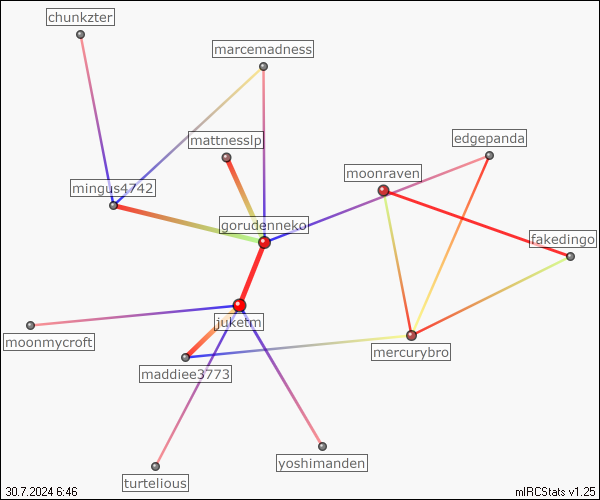 chunkzter
marcemadness
mattnesslp
edgepanda
moonraven
mingus4742
gorudenneko
fakedingo
juketm
moonmycroft
mercurybro
maddiee3773
yoshimanden
turtelious
30.7.2024 6:46
mIRCStats v1.25